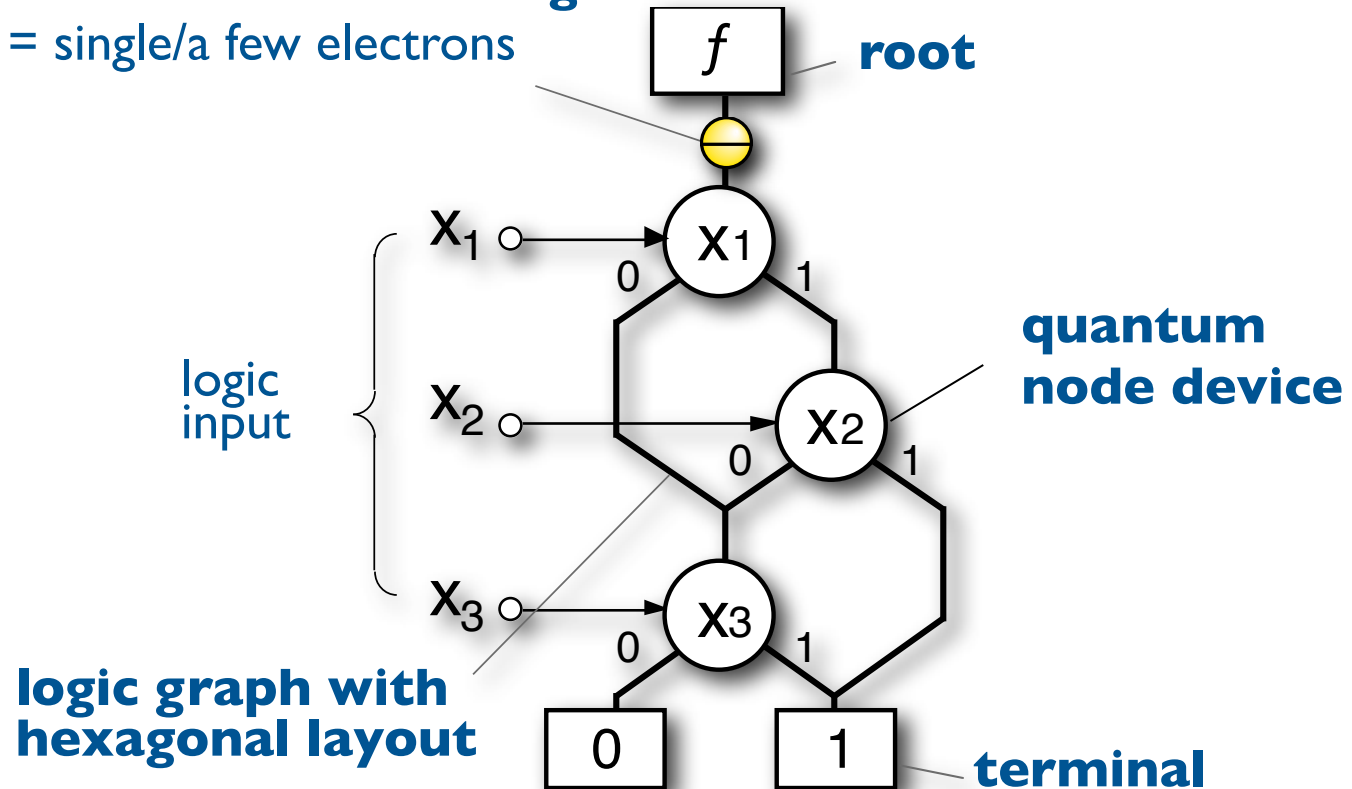 = single/a few electrons
f
root
x1
x1
0
1
quantum
node device
logic
input
x2
x2
0
1
x3
x3
0
1
logic graph with
hexagonal layout
0
1
terminal